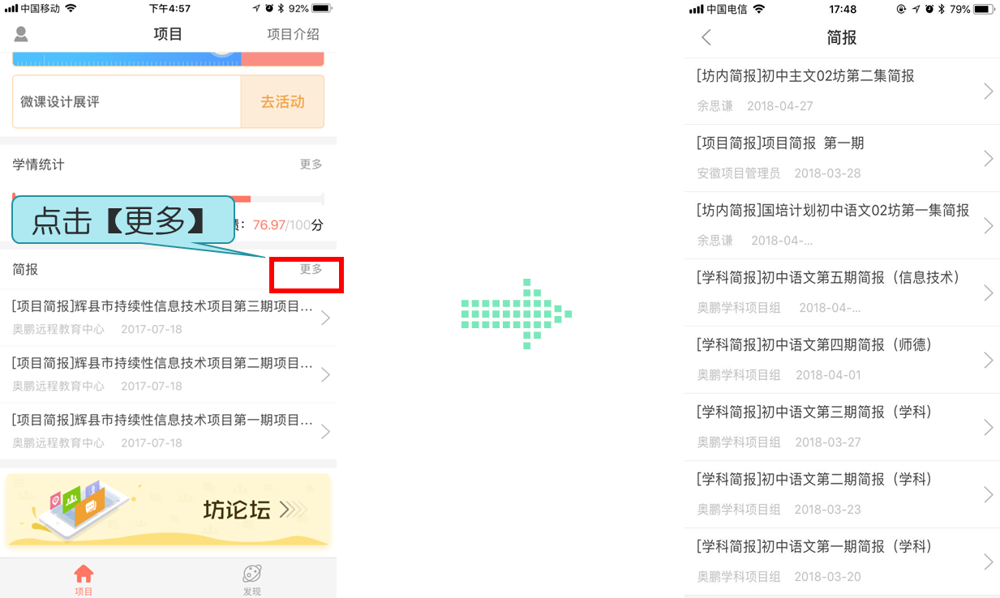 中国移动
下午4:57
92%
项目
项目介绍
微课设计展评
去活动
学情统计
更多
点击【更多】
绩：76.97/100分
简报
更多
[项目简报]辉县市持续性信息技术项目第三期项目...
奥鹏远程教育中心 2017-07-18
[项目简报]辉县市持续性信息技术项目第二期项目...
奥鹏远程教育中心 2017-07-18
[项目简报]辉县市持续性信息技术项目第一期项目...
奥鹏远程教育中心 2017-07-18
坊论坛
项目
发现
中国电信
17:48
79%
简报
[坊内简报]初中主文02坊第二集简报
余思谦 2018-04-27
[项目简报]项目简报 第一期
安徽项目管理员 2018-03-28
[坊内简报]国培计划初中语文02坊第一集简报
余思谦 2018-04-...
[学科简报]初中语文第五期简报（信息技术）
奥鹏学科项目组 2018-04-...
[学科简报]初中语文第四期简报（师德）
奥鹏学科项目组 2018-04-01
[学科简报]初中语文第三期简报（学科）
奥鹏学科项目组 2018-03-27
[学科简报]初中语文第二期简报（学科）
奥鹏学科项目组 2018-03-23
[学科简报]初中语文第一期简报（学科）
奥鹏学科项目组 2018-03-20